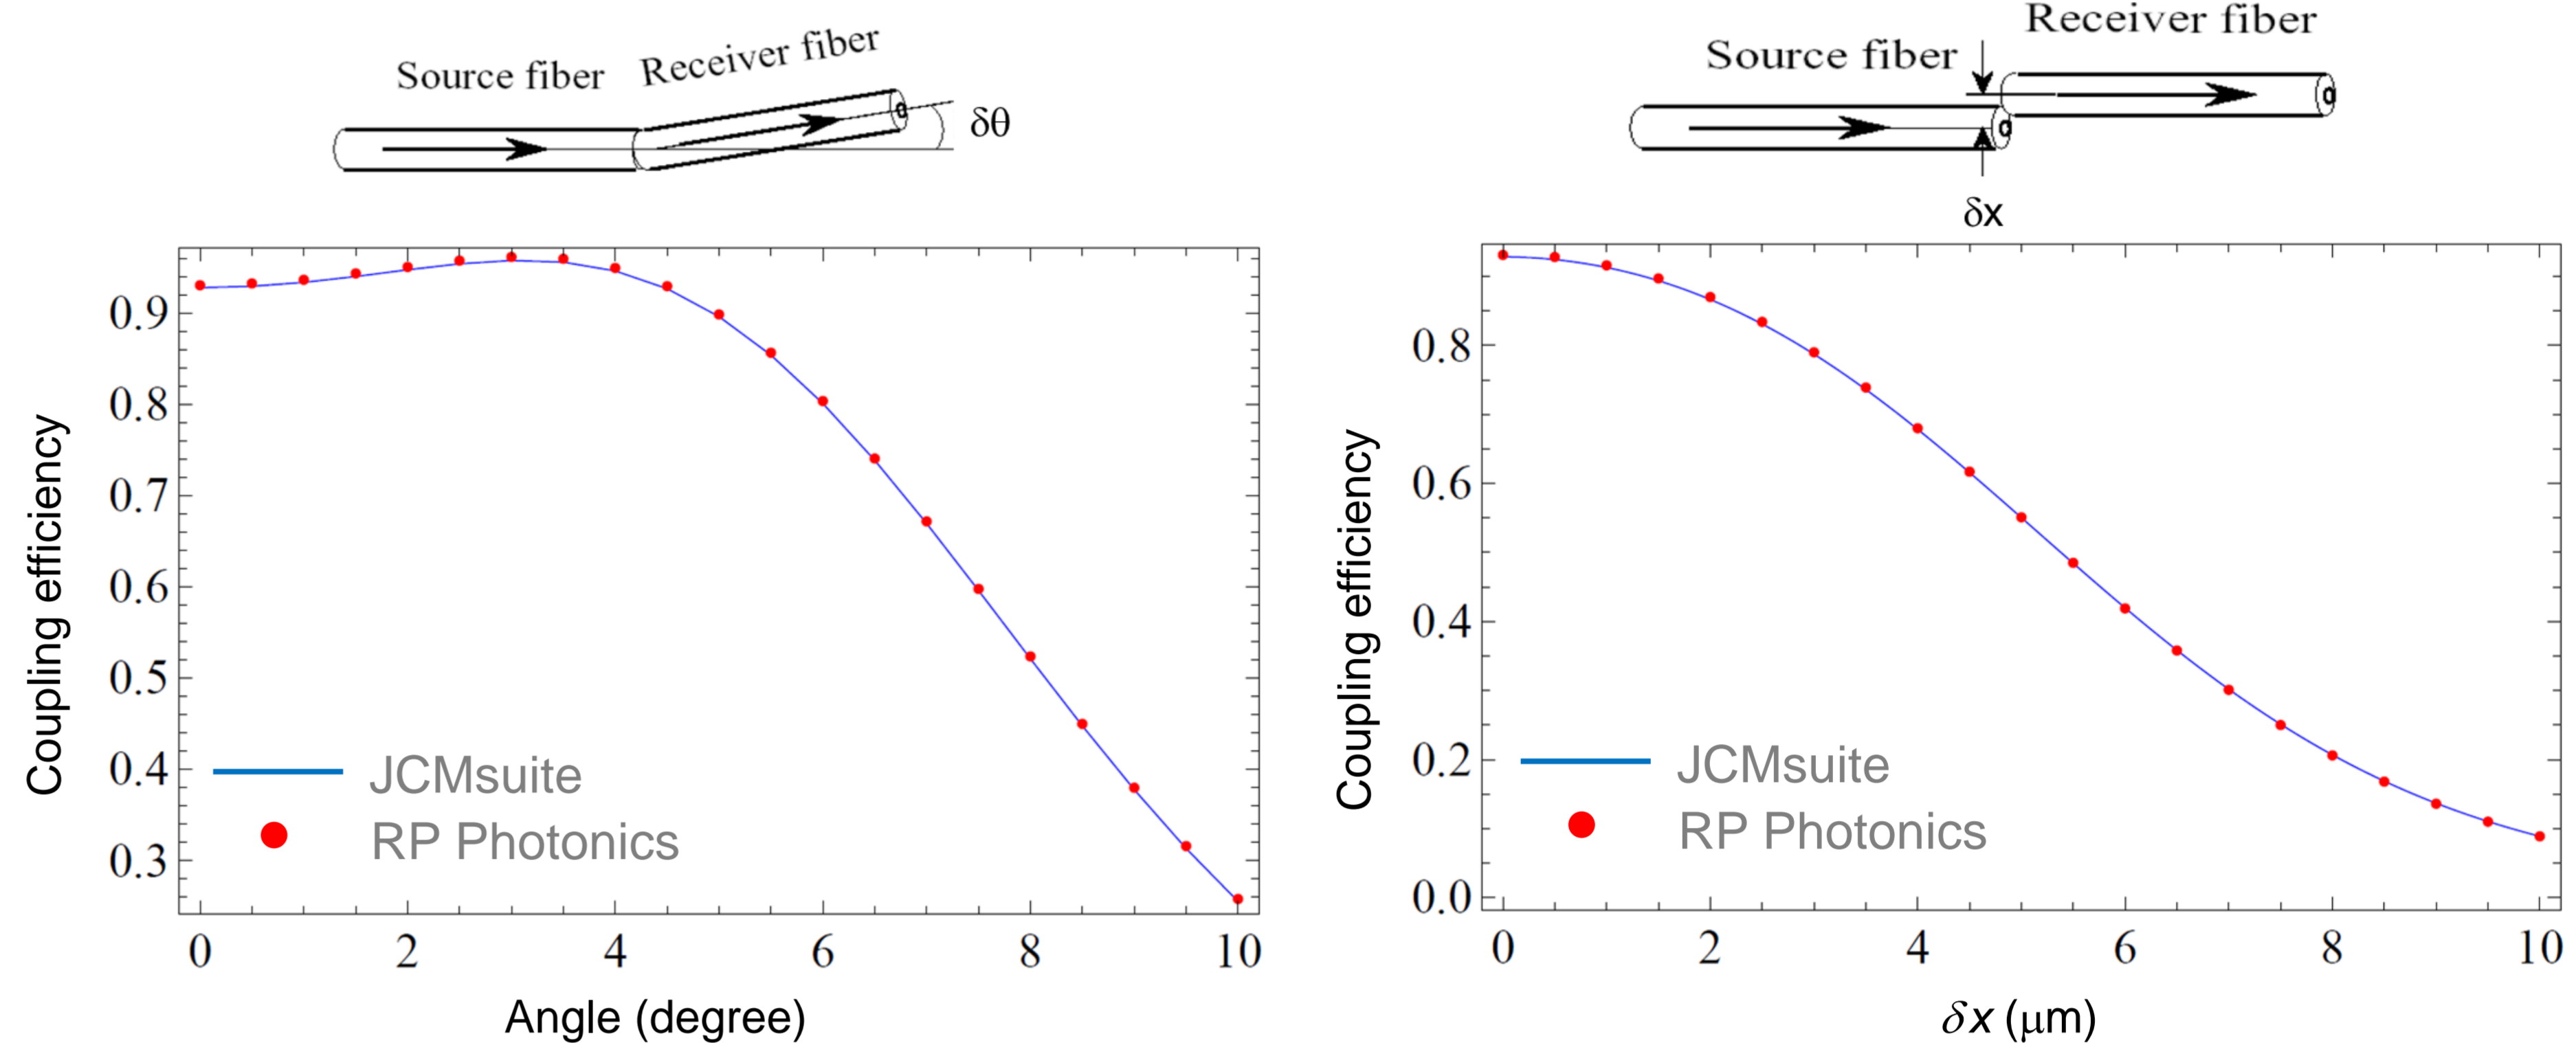 Source fiber
Receiver fiber
δθ
Source fiber
Receiver fiber
δx
Coupling efficiency
0.9
0.8
0.7
0.6
0.5
0.4
0.3
JCMsuite
RP Photonics
0 2 4 6 8 10
Angle (degree)
Coupling efficiency
0.8
0.6
0.4
0.2
0.0
JCMsuite
RP Photonics
0 2 4 6 8 10
δx (μm)